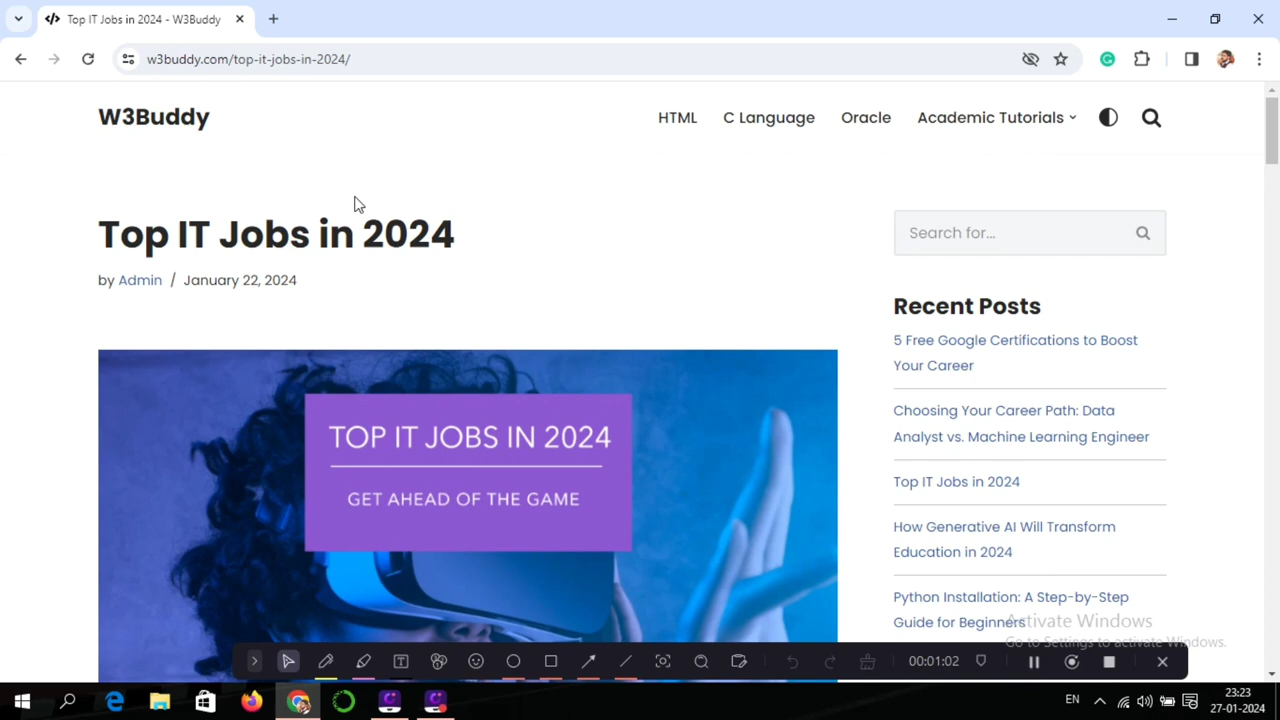 Top IT Jobs in 2024 - W3Buddy
w3buddy.com/top-it-jobs-in-2024/
W3Buddy
HTML
C Language
Oracle
Academic Tutorials
Top IT Jobs in 2024
by Admin / January 22, 2024
TOP IT JOBS IN 2024
GET AHEAD OF THE GAME
Search for...
Recent Posts
5 Free Google Certifications to Boost
Your Career
Choosing Your Career Path: Data
Analyst vs. Machine Learning Engineer
Top IT Jobs in 2024
How Generative AI Will Transform
Education in 2024
Python Installation: A Step-by-Step
Guide for Beginners
Activate Windows
Go to Settings to activate Windows.
00:01:02
EN
23:23
27-01-2024